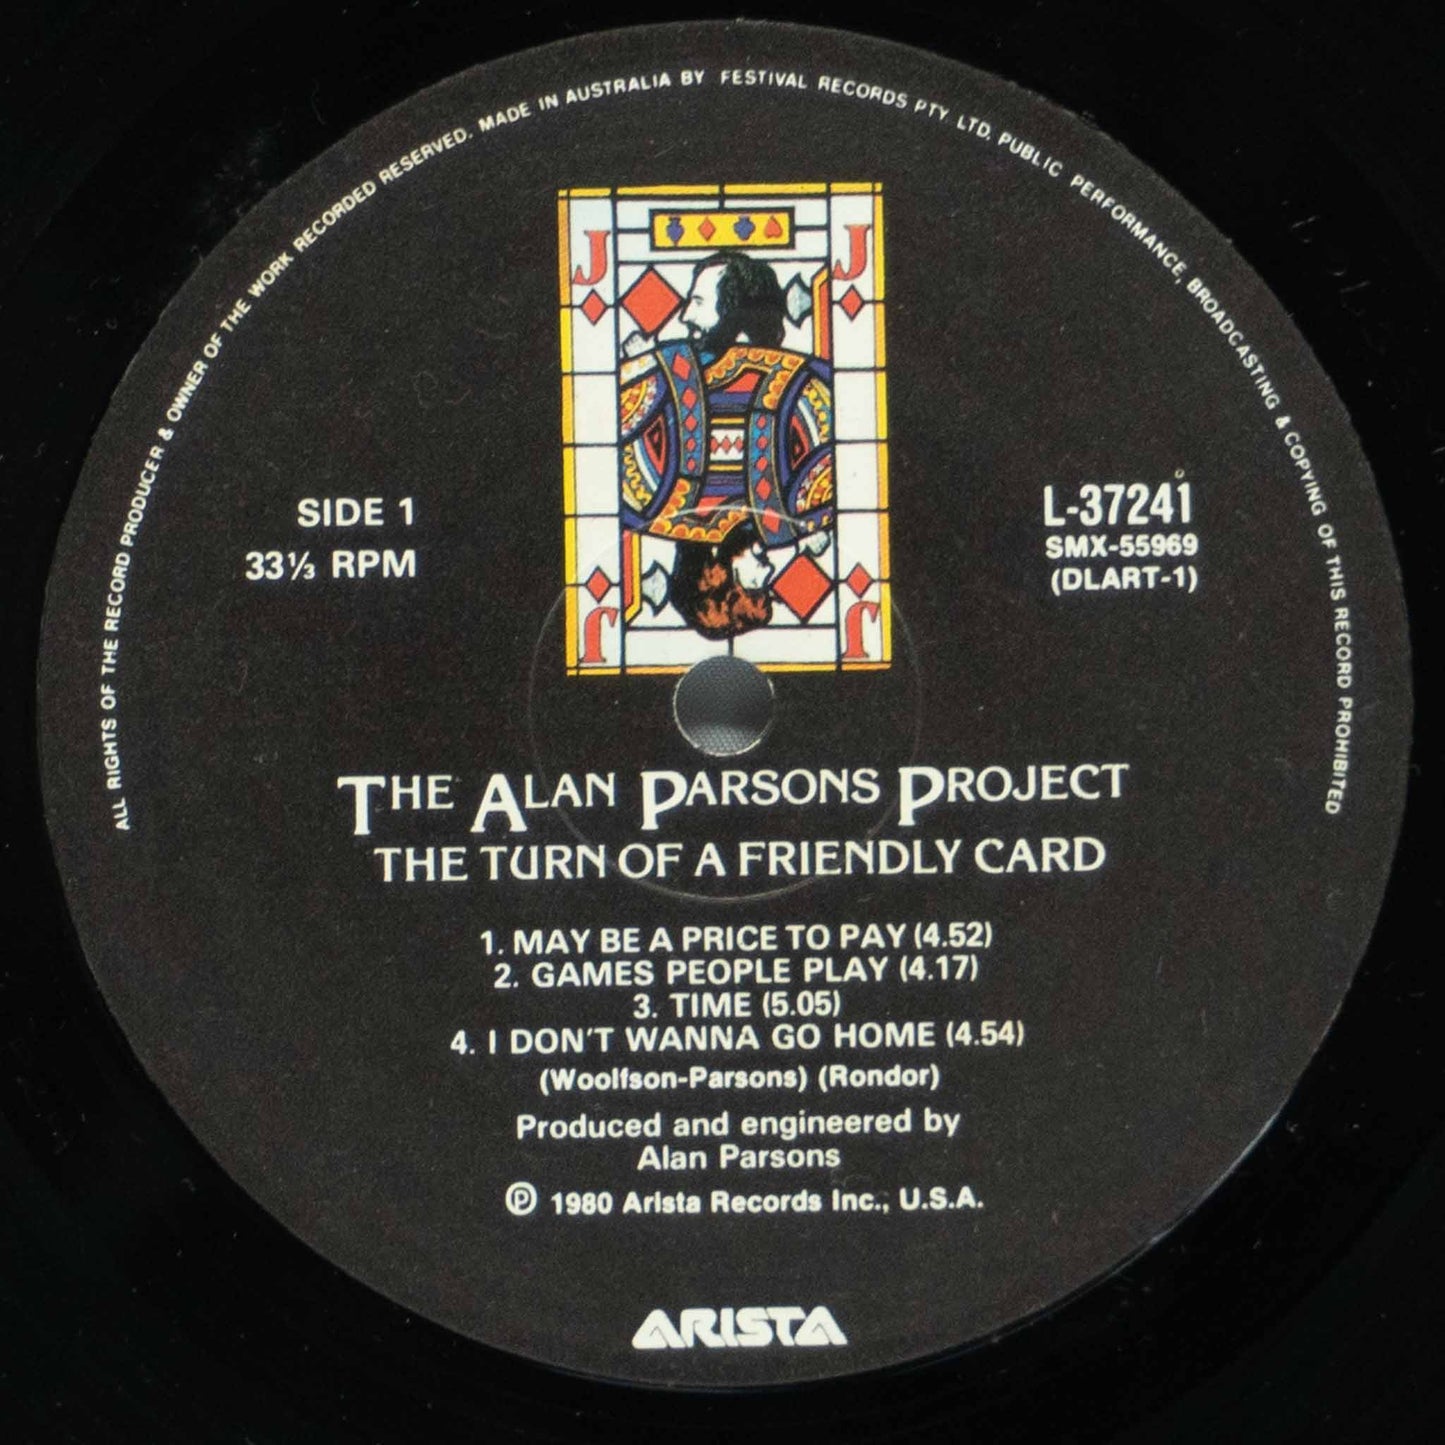 ALL RIGHTS OF THE RECORD PRODUCER & OWNER OF THE WORK RECORDED RESERVED. MADE IN AUSTRALIA BY FESTIVAL RECORDS PTY LTD. PUBLIC PERFORMANCE, BROADCASTING & COPYING OF THIS RECORD PROHIBITED
J
J
SIDE 1
33⅓ RPM
L-37241
SMX-55969
(DLART-1)
J
J
THE ALAN PARSONS PROJECT
THE TURN OF A FRIENDLY CARD
1. MAY BE A PRICE TO PAY (4.52)
2. GAMES PEOPLE PLAY (4.17)
3. TIME (5.05)
4. I DON'T WANNA GO HOME (4.54)
(Woolfson-Parsons) (Rondor)
Produced and engineered by
Alan Parsons
℗ 1980 Arista Records Inc., U.S.A.
ARISTA